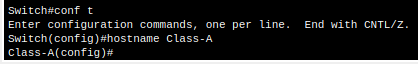 Switch#conf t
Enter configuration commands, one per line.  End with CNTL/Z.
Switch(config)#hostname Class-A
Class-A(config)#